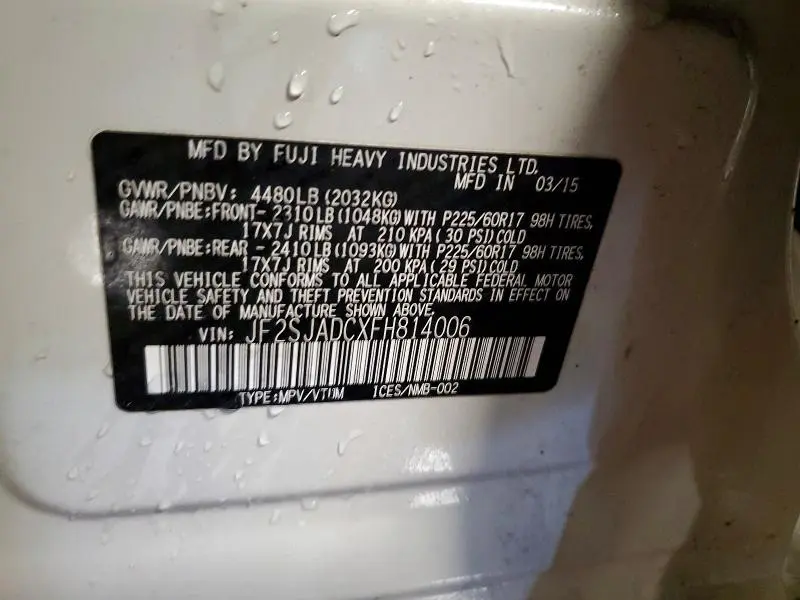 MFD BY FUJI HEAVY INDUSTRIES LTD.
MFD IN 03/15
GVWR/PNBV: 4480LB (2032KG)
GAWR/PNBE:FRONT- 2310LB (1048KG) WITH P225/60R17 98H TIRES,
17X7J RIMS AT 210 KPA( 30 PSI) COLD
GAWR/PNBE:REAR - 2410LB (1093KG) WITH P225/60R17 98H TIRES,
17X7J RIMS AT 200 KPA( 29 PSI) COLD
THIS VEHICLE CONFORMS TO ALL APPLICABLE FEDERAL MOTOR
VEHICLE SAFETY AND THEFT PREVENTION STANDARDS IN EFFECT ON
THE DATE OF MANUFACTURE SHOWN ABOVE.
VIN: JF2SJADCXFH814006
TYPE:MPV/VTUM ICES/NMB-002